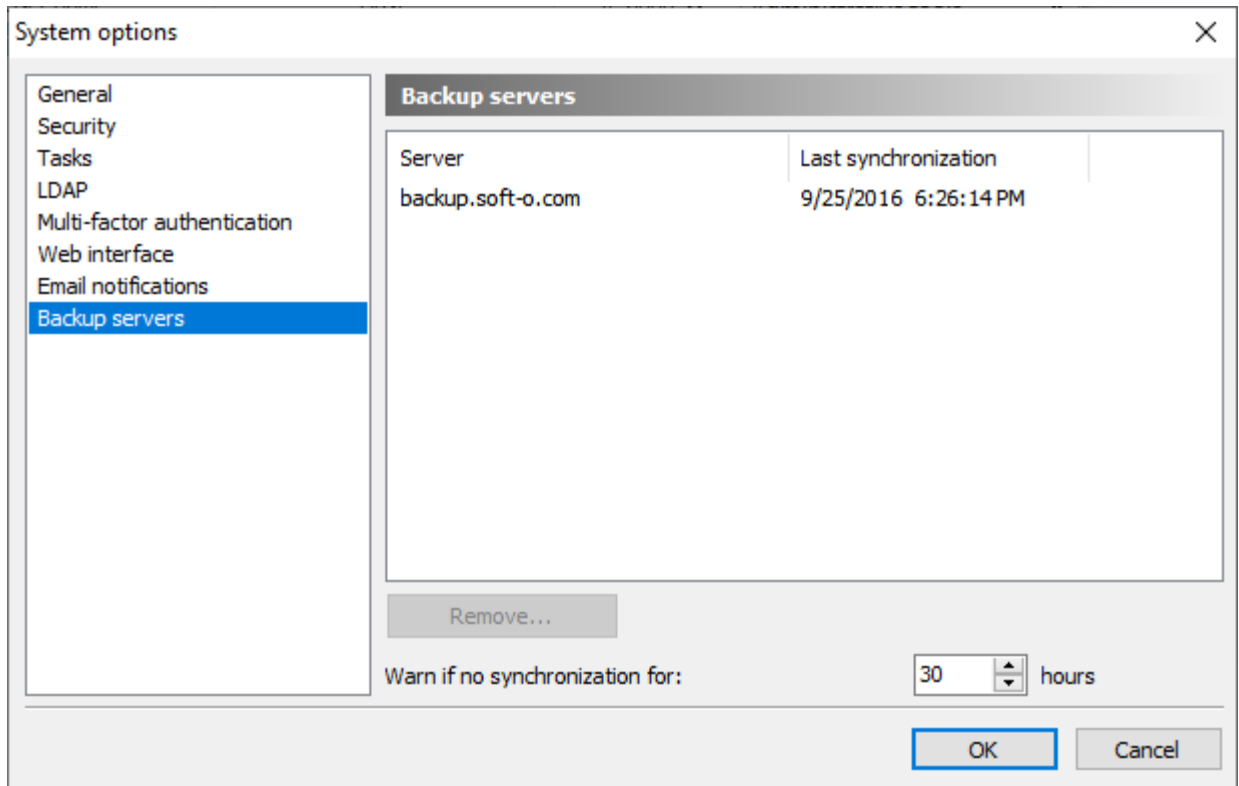 System options
General
Security
Tasks
LDAP
Multi-factor authentication
Web interface
Email notifications
Backup servers
Backup servers
Server Last synchronization
backup.soft-o.com 9/25/2016 6:26:14 PM
Remove...
Warn if no synchronization for: 30 hours
OK Cancel